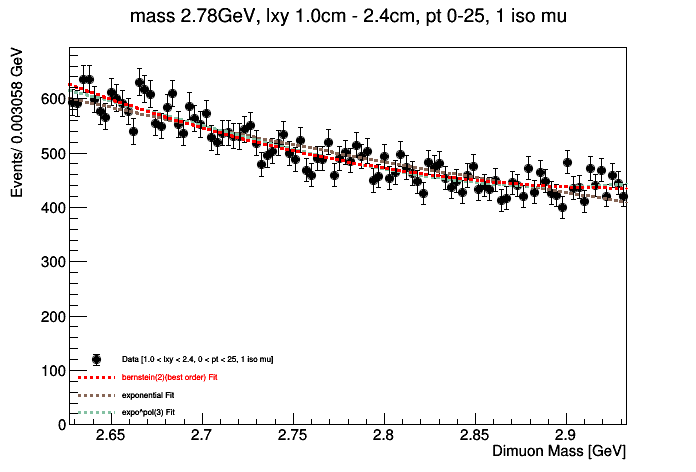 mass 2.78GeV, lxy 1.0cm - 2.4cm, pt 0-25, 1 iso mu
Events/ 0.003058 GeV
600
500
400
300
200
100
0
Data [1.0 < lxy < 2.4, 0 < pt < 25, 1 iso mu]
bernstein(2)(best order) Fit
exponential Fit
expo^pol(3) Fit
2.65 2.7 2.75 2.8 2.85 2.9
Dimuon Mass [GeV]